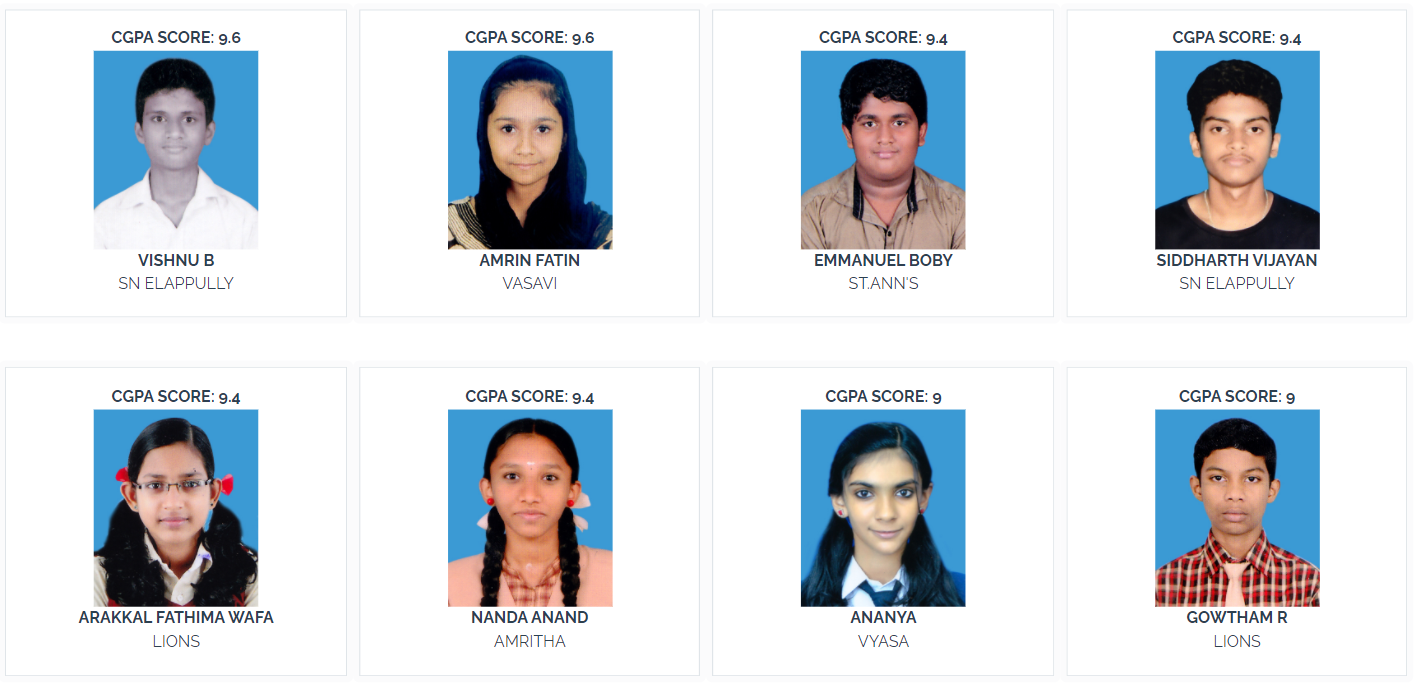 CGPA SCORE: 9.6
VISHNU B
SN ELAPPULLY
CGPA SCORE: 9.6
AMRIN FATIN
VASAVI
CGPA SCORE: 9.4
EMMANUEL BOBY
ST.ANN'S
CGPA SCORE: 9.4
SIDDHARTH VIJAYAN
SN ELAPPULLY
CGPA SCORE: 9.4
ARAKKAL FATHIMA WAFA
LIONS
CGPA SCORE: 9.4
NANDA ANAND
AMRITHA
CGPA SCORE: 9
ANANYA
VYASA
CGPA SCORE: 9
GOWTHAM R
LIONS